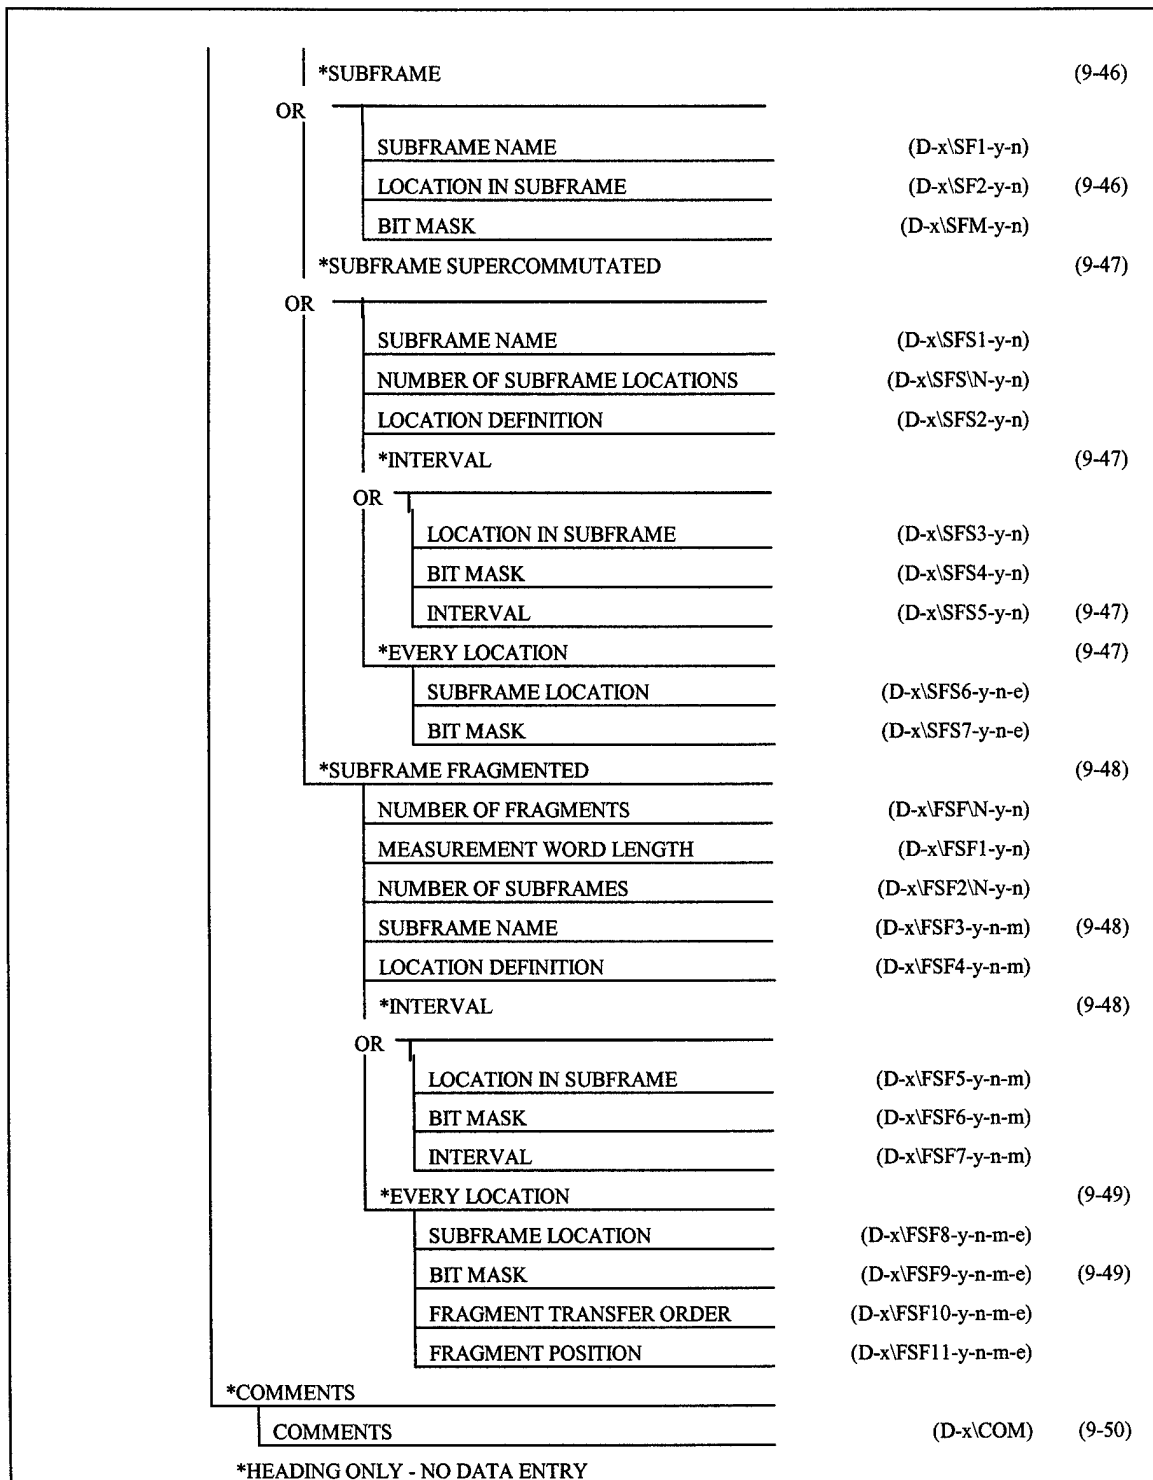 *SUBFRAME (9-46)
OR
SUBFRAME NAME (D-x\SF1-y-n)
LOCATION IN SUBFRAME (D-x\SF2-y-n) (9-46)
BIT MASK (D-x\SFM-y-n)
*SUBFRAME SUPERCOMMUTATED (9-47)
OR
SUBFRAME NAME (D-x\SFS1-y-n)
NUMBER OF SUBFRAME LOCATIONS (D-x\SFS\N-y-n)
LOCATION DEFINITION (D-x\SFS2-y-n)
*INTERVAL (9-47)
OR
LOCATION IN SUBFRAME (D-x\SFS3-y-n)
BIT MASK (D-x\SFS4-y-n)
INTERVAL (D-x\SFS5-y-n) (9-47)
*EVERY LOCATION (9-47)
SUBFRAME LOCATION (D-x\SFS6-y-n-e)
BIT MASK (D-x\SFS7-y-n-e)
*SUBFRAME FRAGMENTED (9-48)
NUMBER OF FRAGMENTS (D-x\FSF\N-y-n)
MEASUREMENT WORD LENGTH (D-x\FSF1-y-n)
NUMBER OF SUBFRAMES (D-x\FSF2\N-y-n)
SUBFRAME NAME (D-x\FSF3-y-n-m) (9-48)
LOCATION DEFINITION (D-x\FSF4-y-n-m)
*INTERVAL (9-48)
OR
LOCATION IN SUBFRAME (D-x\FSF5-y-n-m)
BIT MASK (D-x\FSF6-y-n-m)
INTERVAL (D-x\FSF7-y-n-m)
*EVERY LOCATION (9-49)
SUBFRAME LOCATION (D-x\FSF8-y-n-m-e)
BIT MASK (D-x\FSF9-y-n-m-e) (9-49)
FRAGMENT TRANSFER ORDER (D-x\FSF10-y-n-m-e)
FRAGMENT POSITION (D-x\FSF11-y-n-m-e)
*COMMENTS
COMMENTS (D-x\COM) (9-50)
*HEADING ONLY - NO DATA ENTRY